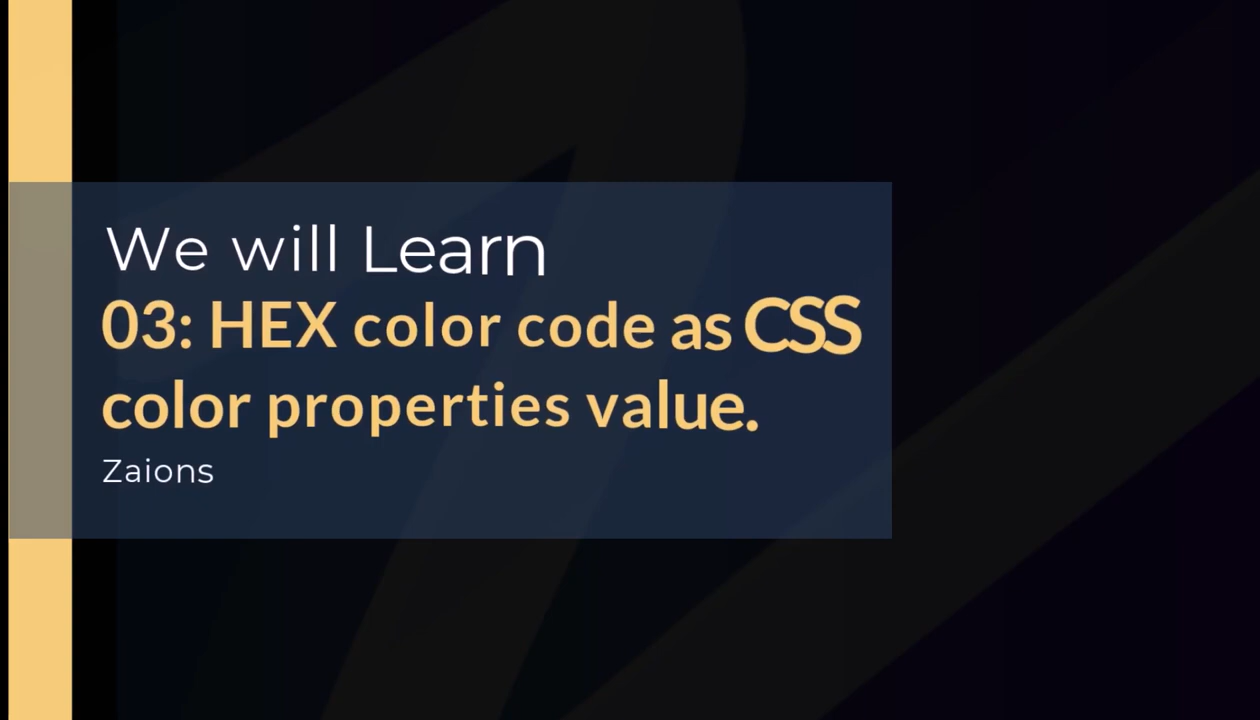 We will Learn
03: HEX color code as CSS
color properties value.
Zaions